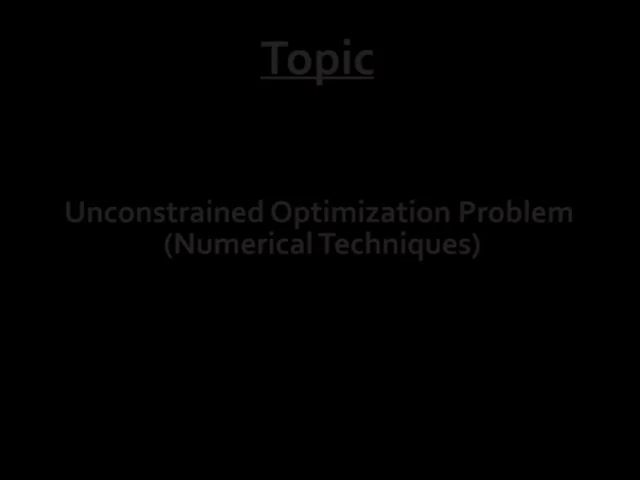 Topic
Unconstrained Optimization Problem
(Numerical Techniques)